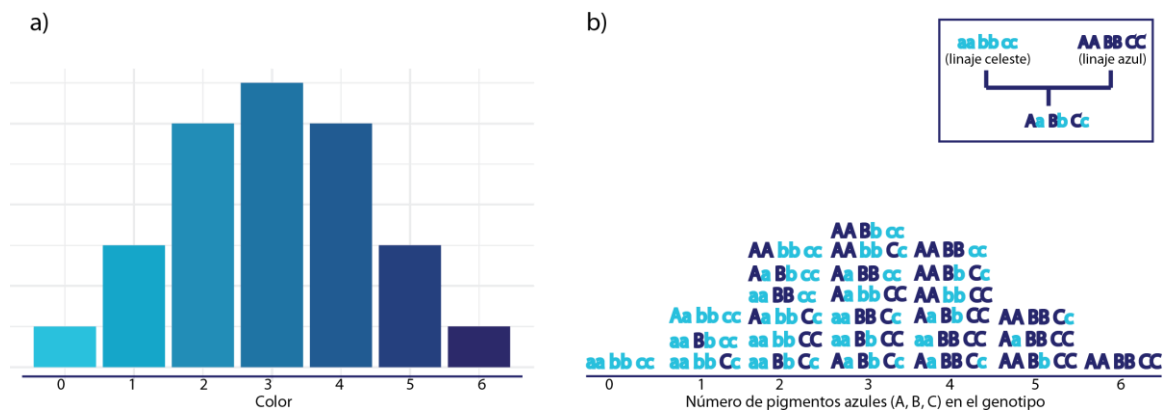 a)
0 1 2 3 4 5 6
Color
b)
aa bb cc AA BB CC
(linaje celeste) (linaje azul)
Aa Bb Cc
AA Bb cc
AA bb cc AA bb Cc AA BB cc
Aa Bb cc Aa BB cc AA Bb Cc
aa BB cc Aa bb CC AA bb CC
Aa bb cc Aa bb Cc aa BB Cc Aa Bb CC AA BB Cc
aa Bb cc aa bb CC aa Bb CC aa BB CC Aa BB CC
aa bb cc aa bb Cc aa Bb Cc Aa Bb Cc Aa BB Cc AA Bb CC AA BB CC
0 1 2 3 4 5 6
Número de pigmentos azules (A, B, C) en el genotipo